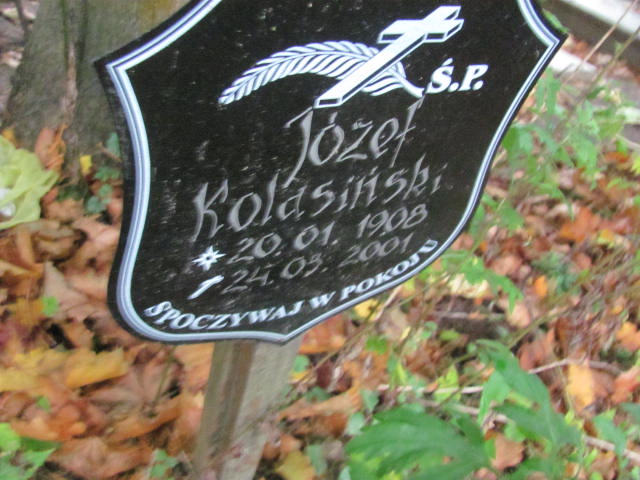 Ś.P.
Józef
Kolasiński
* 20.01.1908
† 24.03.2001
SPOCZYWAJ W POKOJU